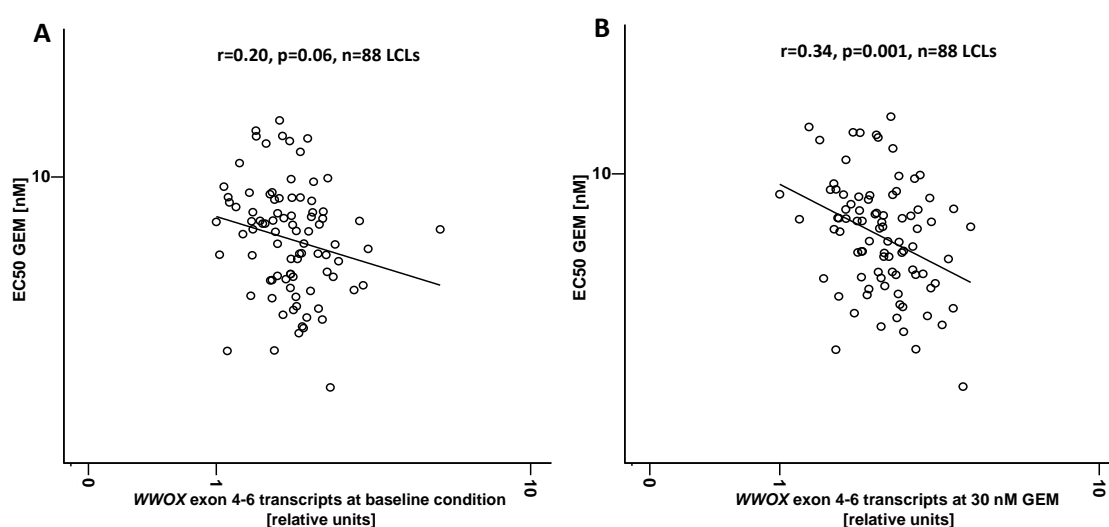 A
r=0.20, p=0.06, n=88 LCLs
EC50 GEM [nM]
10
0
1
10
WWOX exon 4-6 transcripts at baseline condition
[relative units]
B
r=0.34, p=0.001, n=88 LCLs
EC50 GEM [nM]
10
0
1
10
WWOX exon 4-6 transcripts at 30 nM GEM
[relative units]